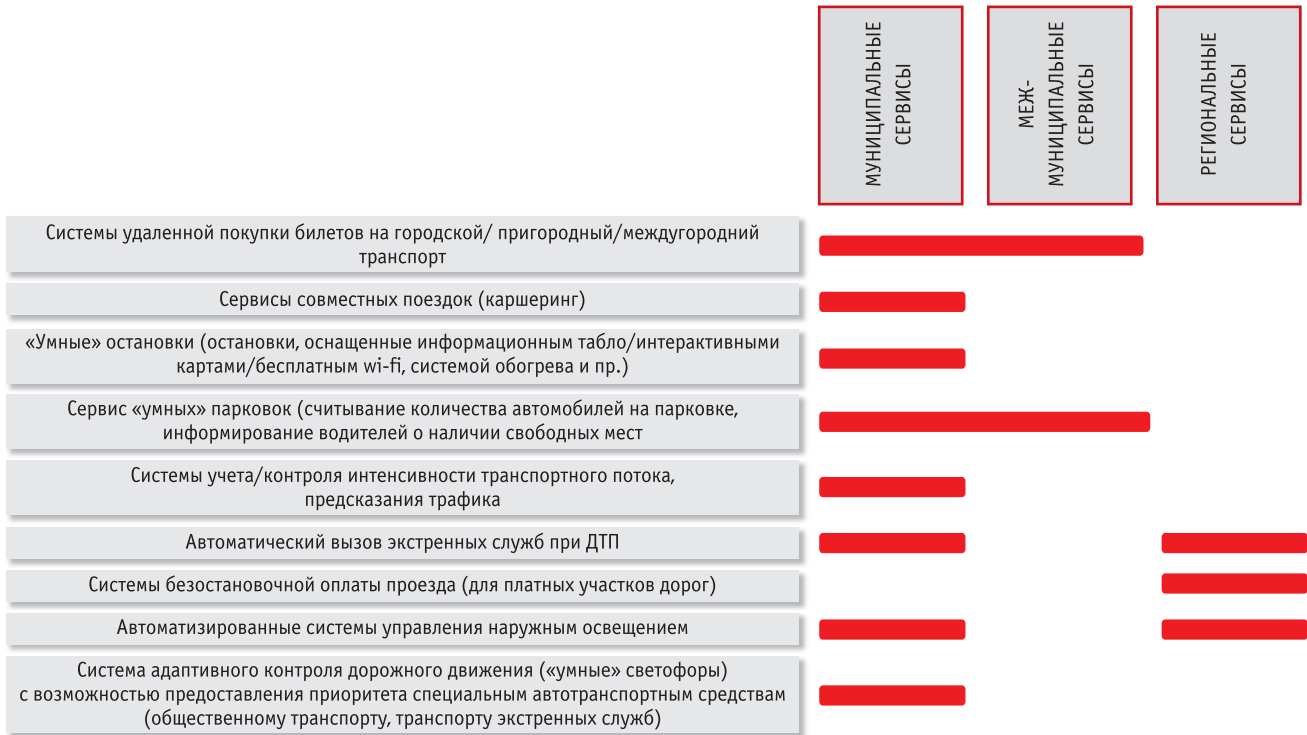 МУНИЦИПАЛЬНЫЕ
СЕРВИСЫ
МЕЖ-
МУНИЦИПАЛЬНЫЕ
СЕРВИСЫ
РЕГИОНАЛЬНЫЕ
СЕРВИСЫ
Системы удаленной покупки билетов на городской/ пригородный/междугородний
транспорт
Сервисы совместных поездок (каршеринг)
«Умные» остановки (остановки, оснащенные информационным табло/интерактивными
картами/бесплатным wi-fi, системой обогрева и пр.)
Сервис «умных» парковок (считывание количества автомобилей на парковке,
информирование водителей о наличии свободных мест
Системы учета/контроля интенсивности транспортного потока,
предсказания трафика
Автоматический вызов экстренных служб при ДТП
Системы безостановочной оплаты проезда (для платных участков дорог)
Автоматизированные системы управления наружным освещением
Система адаптивного контроля дорожного движения («умные» светофоры)
с возможностью предоставления приоритета специальным автотранспортным средствам
(общественному транспорту, транспорту экстренных служб)